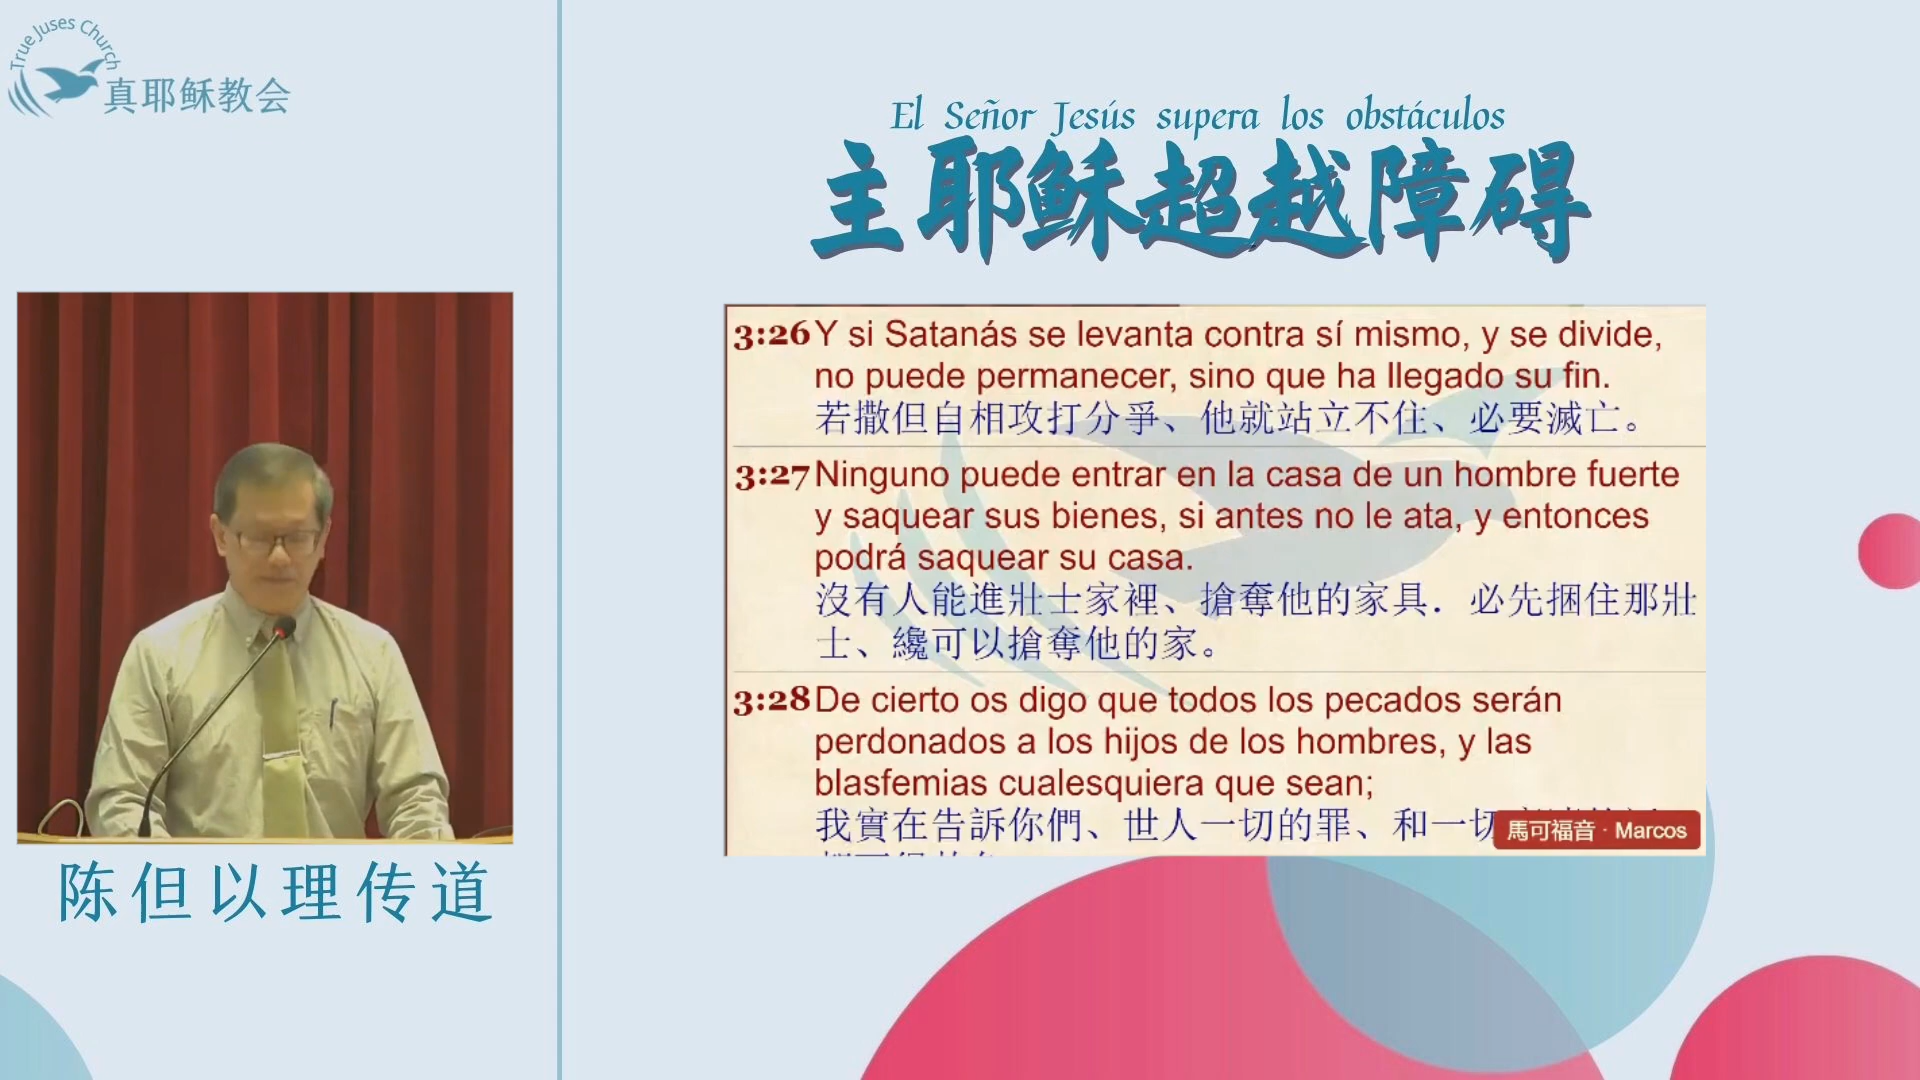 True Juses Church
真耶稣教会
El Señor Jesús supera los obstáculos
主耶稣超越障碍
3:26 Y si Satanás se levanta contra sí mismo, y se divide,
no puede permanecer, sino que ha llegado su fin.
若撒但自相攻打分爭、他就站立不住、必要滅亡。
3:27 Ninguno puede entrar en la casa de un hombre fuerte
y saquear sus bienes, si antes no le ata, y entonces
podrá saquear su casa.
沒有人能進壯士家裡、搶奪他的家具．必先捆住那壯
士、纔可以搶奪他的家。
3:28 De cierto os digo que todos los pecados serán
perdonados a los hijos de los hombres, y las
blasfemias cualesquiera que sean;
我實在告訴你們、世人一切的罪、和一切
馬可福音 · Marcos
陈但以理传道